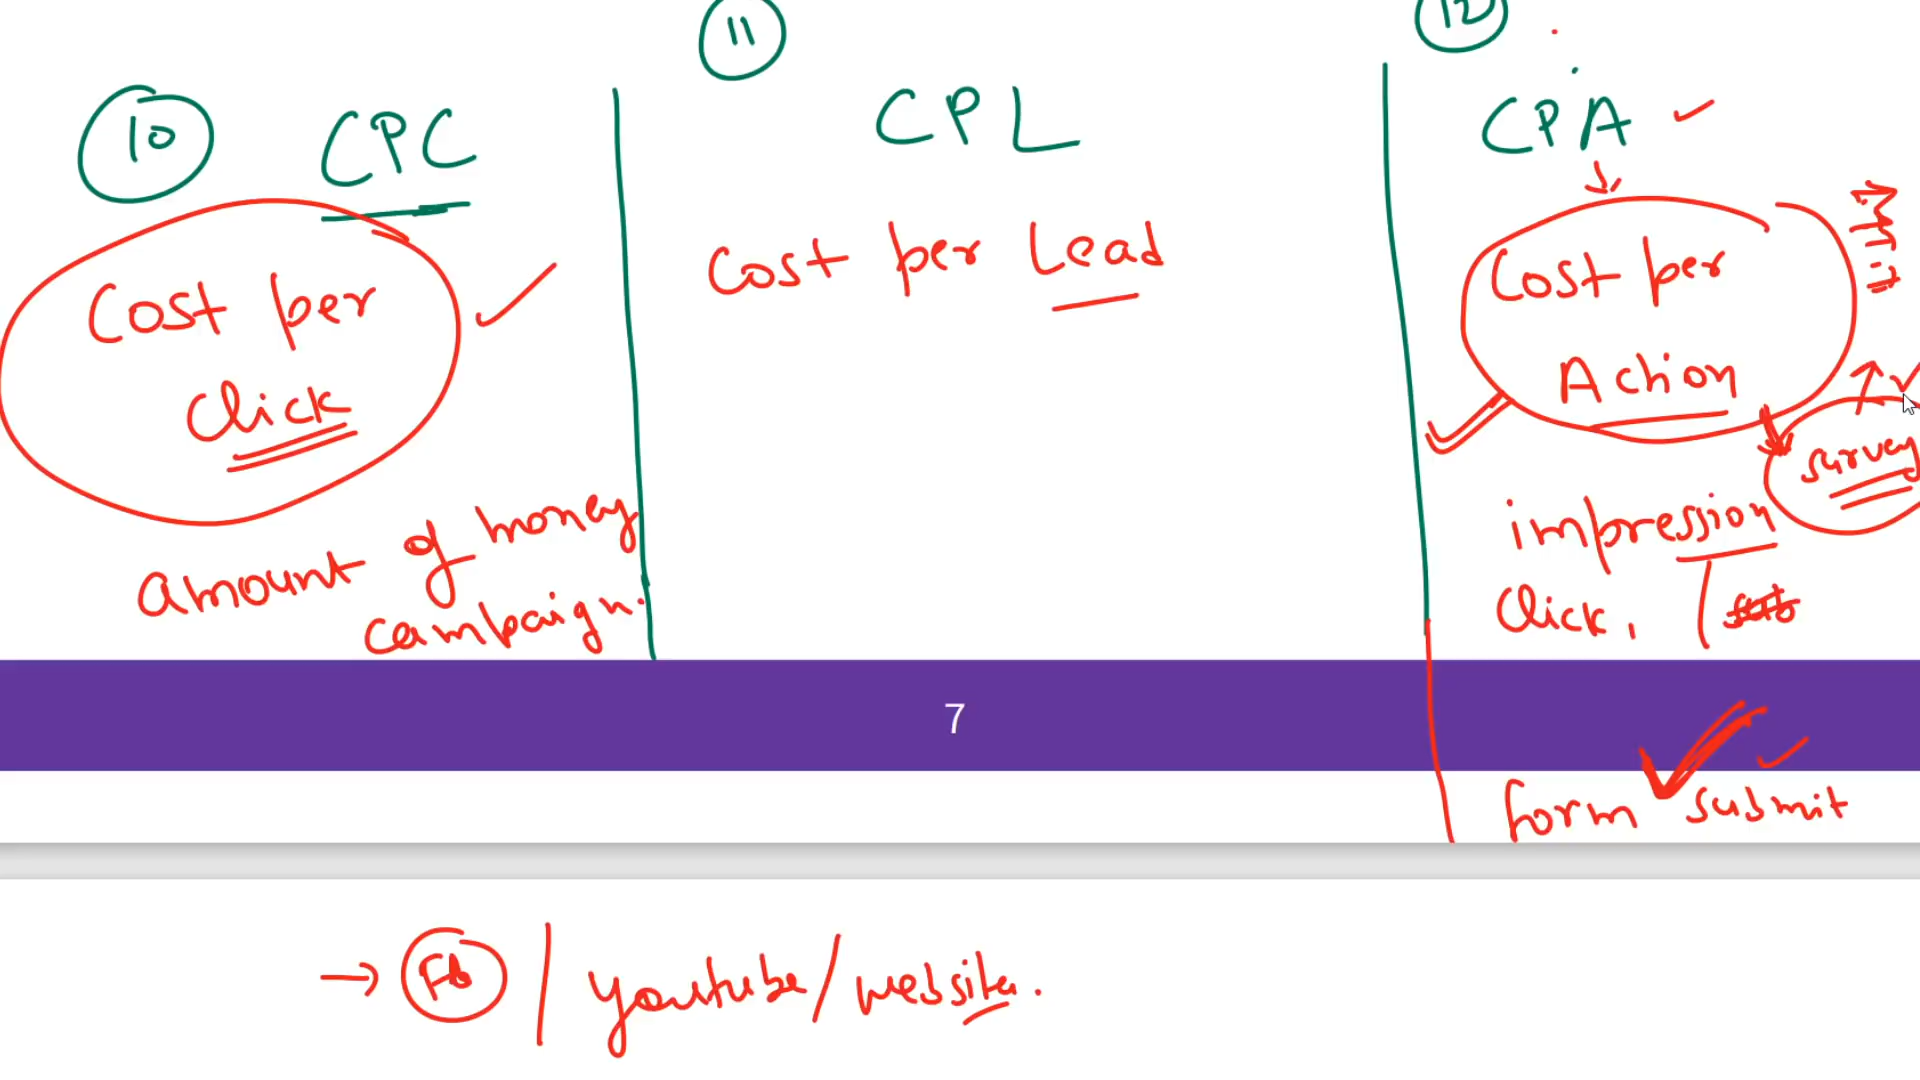 10 CPC
Cost per
Click
amount of money
campaign.
11
CPL
Cost per Lead
12
CPA
Cost per
Action
survey
impression
Click,
form submit
7
→ Fb / youtube / website.